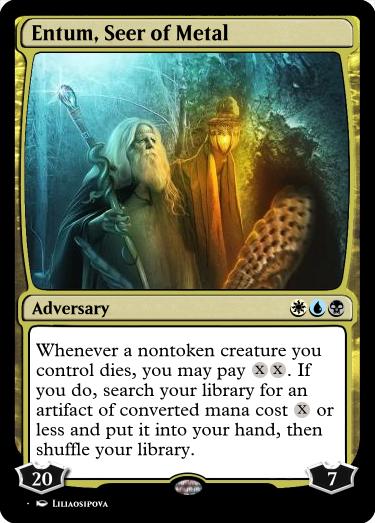 Entum, Seer of Metal
Adversary
Whenever a nontoken creature you
control dies, you may pay X X. If
you do, search your library for an
artifact of converted mana cost X or
less and put it into your hand, then
shuffle your library.
20
7
Liliaosipova